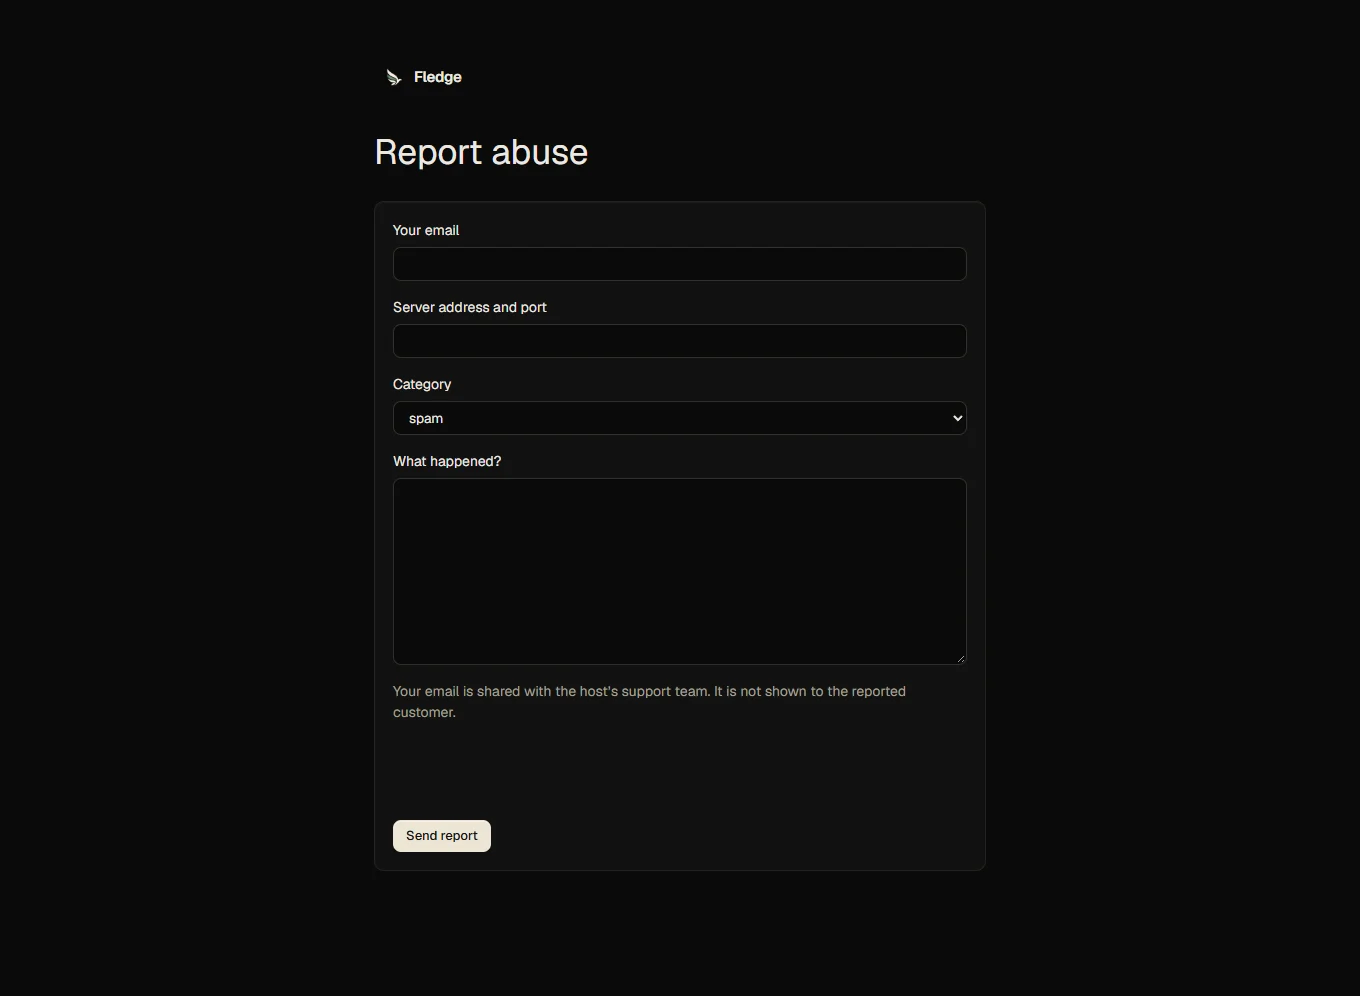 Fledge
Report abuse
Your email
Server address and port
Category
spam
What happened?
Your email is shared with the host's support team. It is not shown to the reported
customer.
Send report